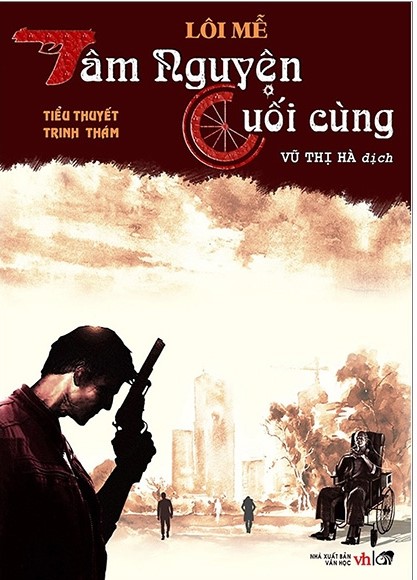 LÔI MỄ
Tâm Nguyện
Cuối cùng
TIỂU THUYẾT
TRINH THÁM
VŨ THỊ HÀ dịch
NHÀ XUẤT BẢN
VĂN HỌC
vh